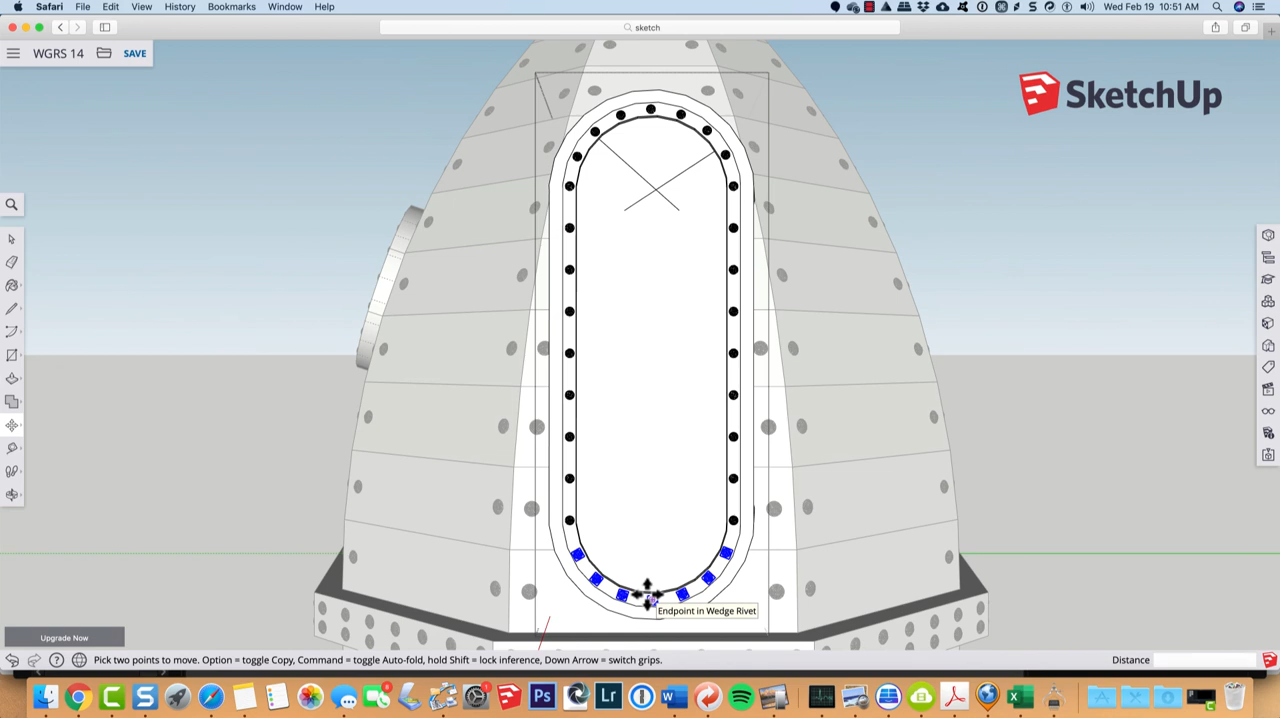 Safari File Edit View History Bookmarks Window Help Wed Feb 19 10:51 AM
sketch
WGRS 14 SAVE
SketchUp
Endpoint in Wedge Rivet
Upgrade Now
Pick two points to move. Option = toggle Copy, Command = toggle Auto-fold, hold Shift = lock inference, Down Arrow = switch grips. Distance
Ps Lr